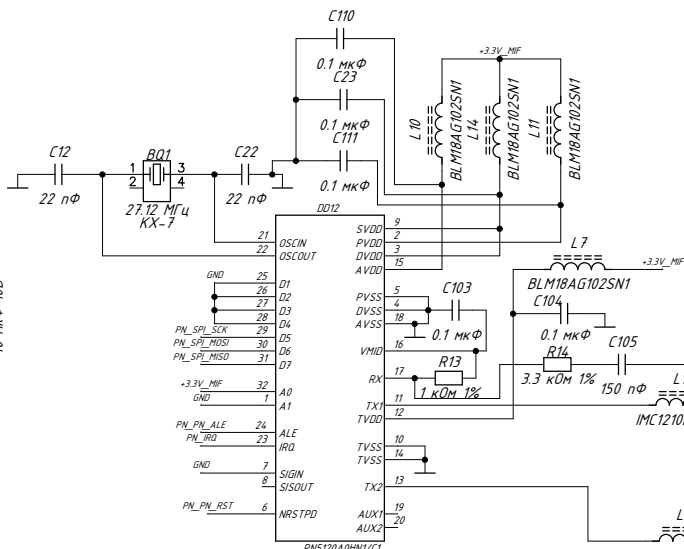 C110
0.1 мкФ
C23
0.1 мкФ
C111
0.1 мкФ
+3.3V_MIF
L10
BLM18AG102SN1
L14
BLM18AG102SN1
L11
BLM18AG102SN1
C12
22 пФ
1
2
BQ1
3
4
27.12 МГц
KX-7
C22
22 пФ
DD12
21 OSCIN
22 OSCOUT
GND 25 D1
26 D2
27 D3
28 D4
PN_SPI_SCK 29 D5
PN_SPI_MOSI 30 D6
PN_SPI_MISO 31 D7
+3.3V_MIF 32 A0
GND 1 A1
PN_PN_ALE 24 ALE
PN_IRQ 23 IRQ
GND 7 SIGIN
8 SISOUT
PN_PN_RST 6 NRSTPD
SVDD 9
PVDD 2
DVDD 3
AVDD 15
PVSS 5
DVSS 4
AVSS 18
VMID 16
RX 17
TX1 11
TVDD 12
TVSS 10
TVSS 14
TX2 13
AUX1 19
AUX2 20
PN5120A0HN1/C1
C103
0.1 мкФ
R13
1 кОм 1%
L7
BLM18AG102SN1
+3.3V_MIF
C104
0.1 мкФ
R14
3.3 кОм 1%
C105
150 пФ